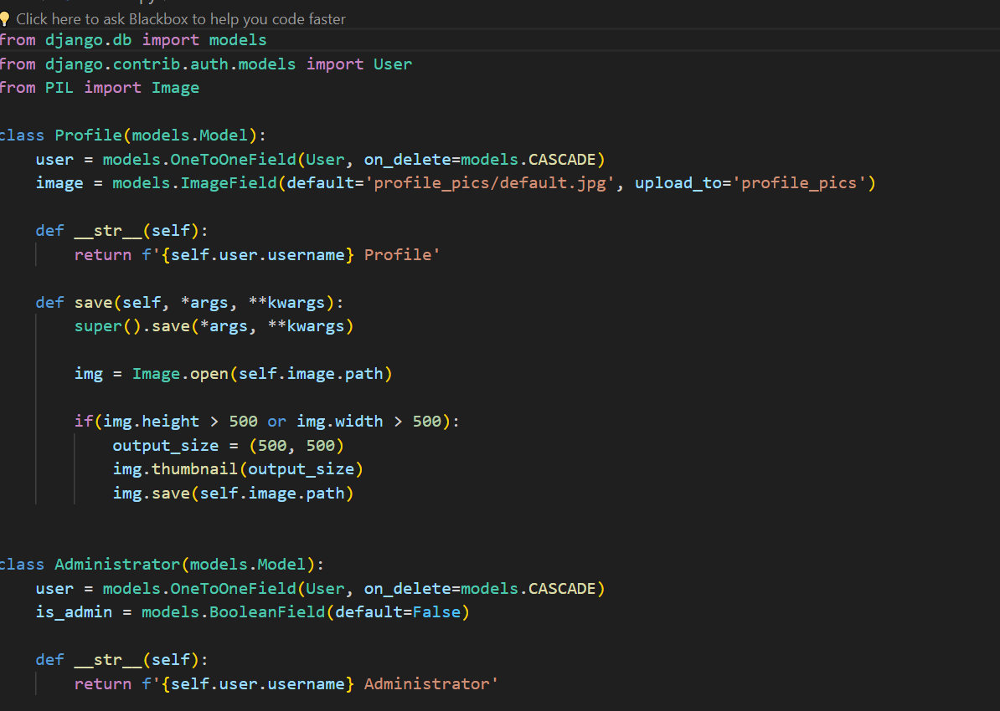 Click here to ask Blackbox to help you code faster
from django.db import models
from django.contrib.auth.models import User
from PIL import Image

class Profile(models.Model):
    user = models.OneToOneField(User, on_delete=models.CASCADE)
    image = models.ImageField(default='profile_pics/default.jpg', upload_to='profile_pics')

    def __str__(self):
        return f'{self.user.username} Profile'

    def save(self, *args, **kwargs):
        super().save(*args, **kwargs)

        img = Image.open(self.image.path)

        if(img.height > 500 or img.width > 500):
            output_size = (500, 500)
            img.thumbnail(output_size)
            img.save(self.image.path)


class Administrator(models.Model):
    user = models.OneToOneField(User, on_delete=models.CASCADE)
    is_admin = models.BooleanField(default=False)

    def __str__(self):
        return f'{self.user.username} Administrator'